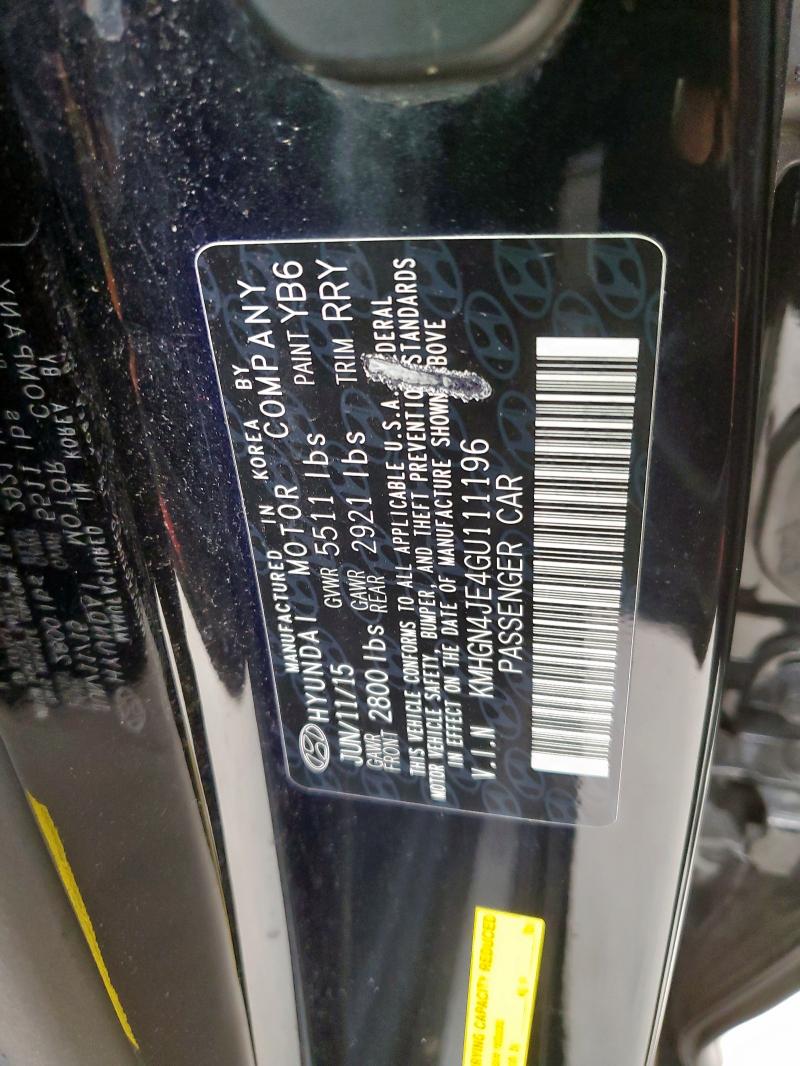 MANUFACTURED IN KOREA BY
HYUNDAI MOTOR COMPANY
JUN/11/15 GVWR 5511 lbs PAINT YB6
GAWR FRONT 2800 lbs GAWR REAR 2921 lbs TRIM RRY
THIS VEHICLE CONFORMS TO ALL APPLICABLE U.S.A. FEDERAL
MOTOR VEHICLE SAFETY, BUMPER, AND THEFT PREVENTION STANDARDS
IN EFFECT ON THE DATE OF MANUFACTURE SHOWN ABOVE
V.I.N KMHGN4JE4GU111196
PASSENGER CAR
CAPACITY REDUCED